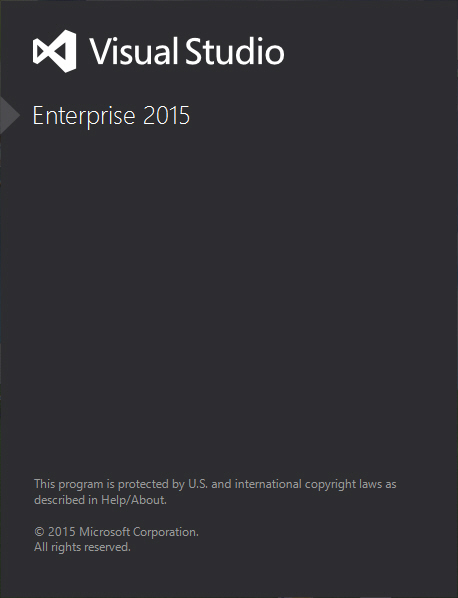 Visual Studio
Enterprise 2015
This program is protected by U.S. and international copyright laws as
described in Help/About.
© 2015 Microsoft Corporation.
All rights reserved.